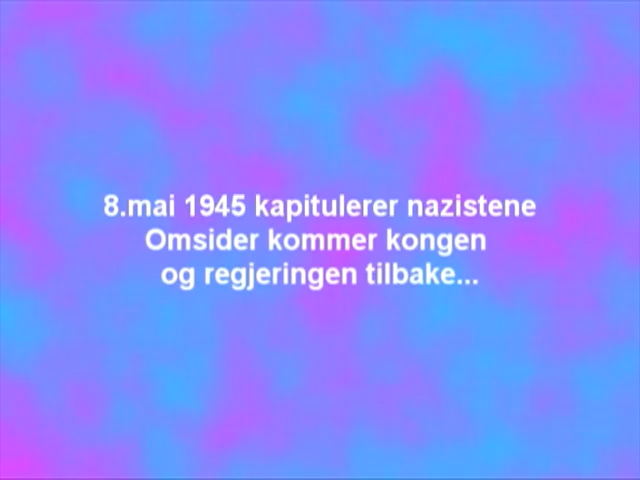 8.mai 1945 kapitulerer nazistene
Omsider kommer kongen
og regjeringen tilbake...